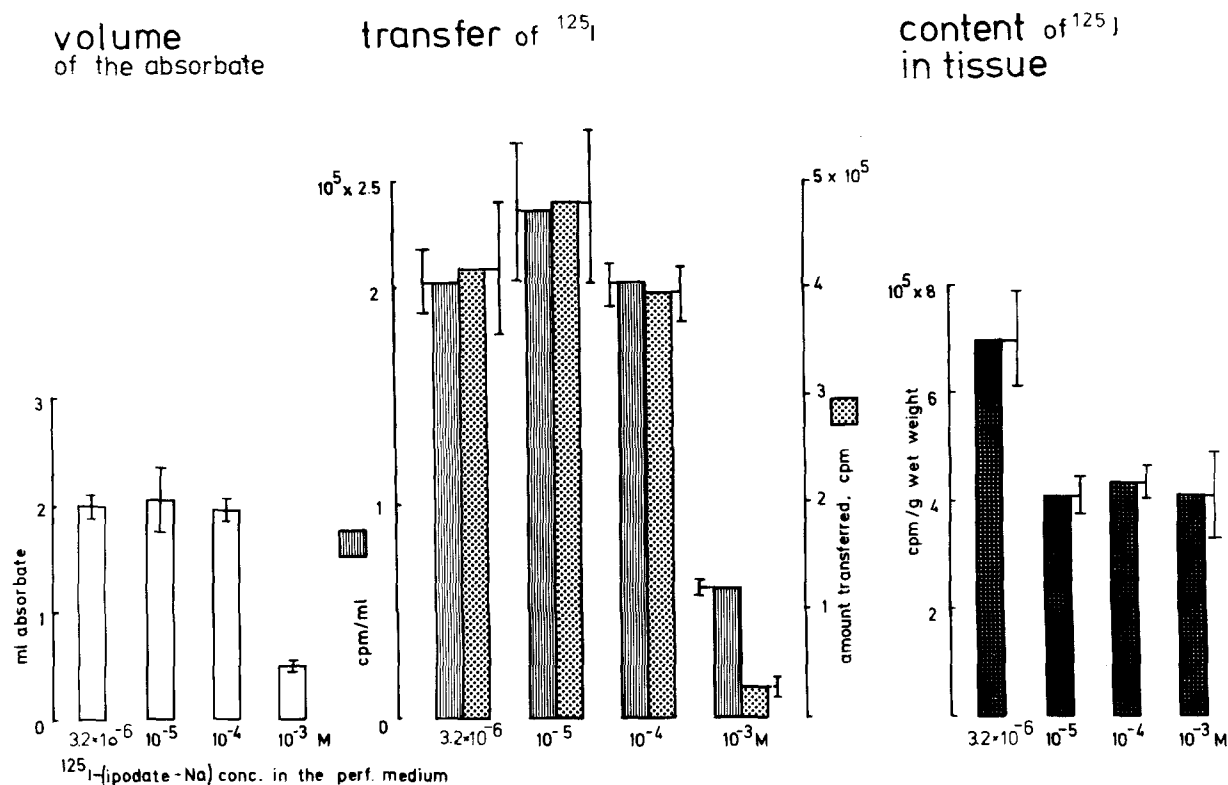 volume
of the absorbate
transfer of ¹²⁵I
content of ¹²⁵J
in tissue
ml absorbate
3
2
1
0
3.2×10⁻⁶
10⁻⁵
10⁻⁴
10⁻³ M
¹²⁵I-(ipodate-Na) conc. in the perf. medium
cpm/ml
10⁵ × 2.5
2
1
0
3.2×10⁻⁶
10⁻⁵
10⁻⁴
10⁻³ M
amount transferred. cpm
5 × 10⁵
4
3
2
1
cpm/g wet weight
10⁵ × 8
6
4
2
3.2×10⁻⁶
10⁻⁵
10⁻⁴
10⁻³ M